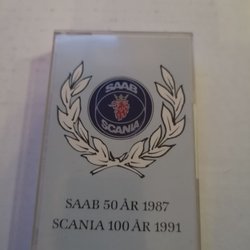 SAAB
SCANIA
SAAB 50 ÅR 1987
SCANIA 100 ÅR 1991